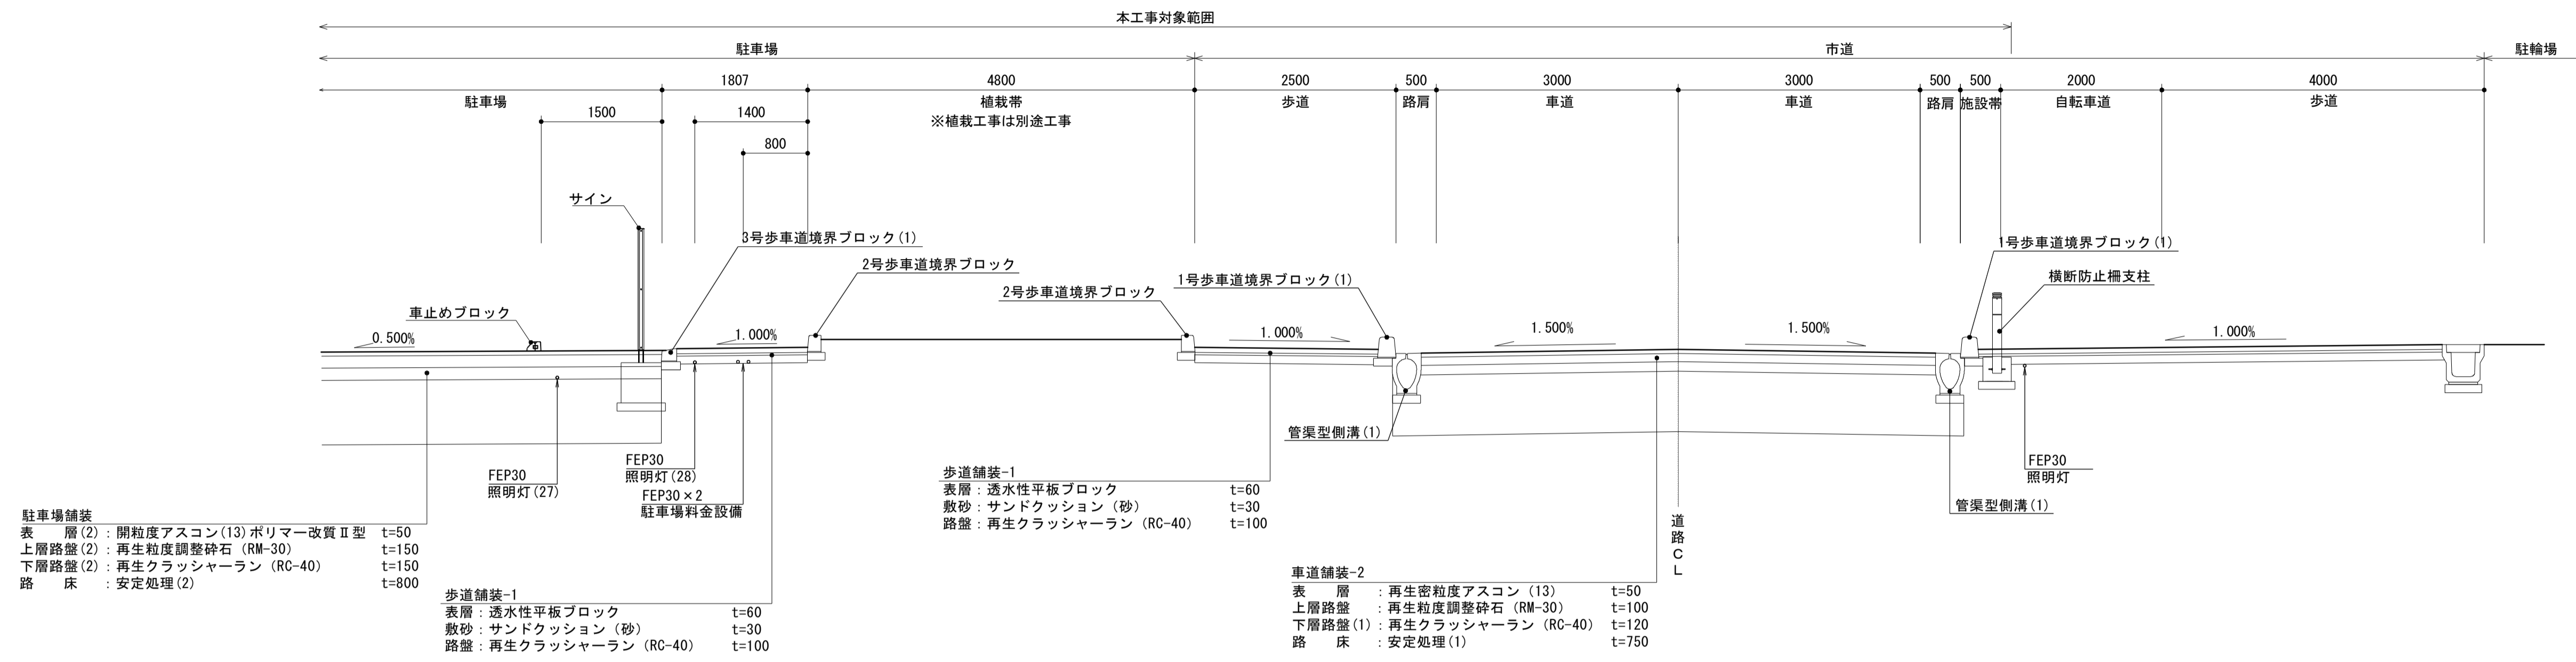 本工事対象範囲
駐車場 市道 駐輪場
1807 4800 2500 500 3000 3000 500 500 2000 4000
駐車場 植栽帯 歩道 路肩 車道 車道 路肩 施設帯 自転車道 歩道
※植栽工事は別途工事
1500 1400
800
サイン
3号歩車道境界ブロック(1)
2号歩車道境界ブロック
2号歩車道境界ブロック
1号歩車道境界ブロック(1)
1号歩車道境界ブロック(1)
横断防止柵支柱
車止めブロック
0.500% 1.000% 1.000% 1.500% 1.500% 1.000%
管渠型側溝(1)
管渠型側溝(1)
FEP30
照明灯(27)
FEP30
照明灯(28)
FEP30×2
駐車場料金設備
FEP30
照明灯
道路CL
駐車場舗装
表　　層(2)：開粒度アスコン(13)ポリマー改質Ⅱ型 t=50
上層路盤(2)：再生粒度調整砕石（RM-30） t=150
下層路盤(2)：再生クラッシャーラン（RC-40） t=150
路　　床　：安定処理(2) t=800
歩道舗装-1
表層：透水性平板ブロック t=60
敷砂：サンドクッション（砂） t=30
路盤：再生クラッシャーラン（RC-40） t=100
歩道舗装-1
表層：透水性平板ブロック t=60
敷砂：サンドクッション（砂） t=30
路盤：再生クラッシャーラン（RC-40） t=100
車道舗装-2
表　　層　：再生密粒度アスコン（13） t=50
上層路盤　：再生粒度調整砕石（RM-30） t=100
下層路盤(1)：再生クラッシャーラン（RC-40） t=120
路　　床　：安定処理(1) t=750